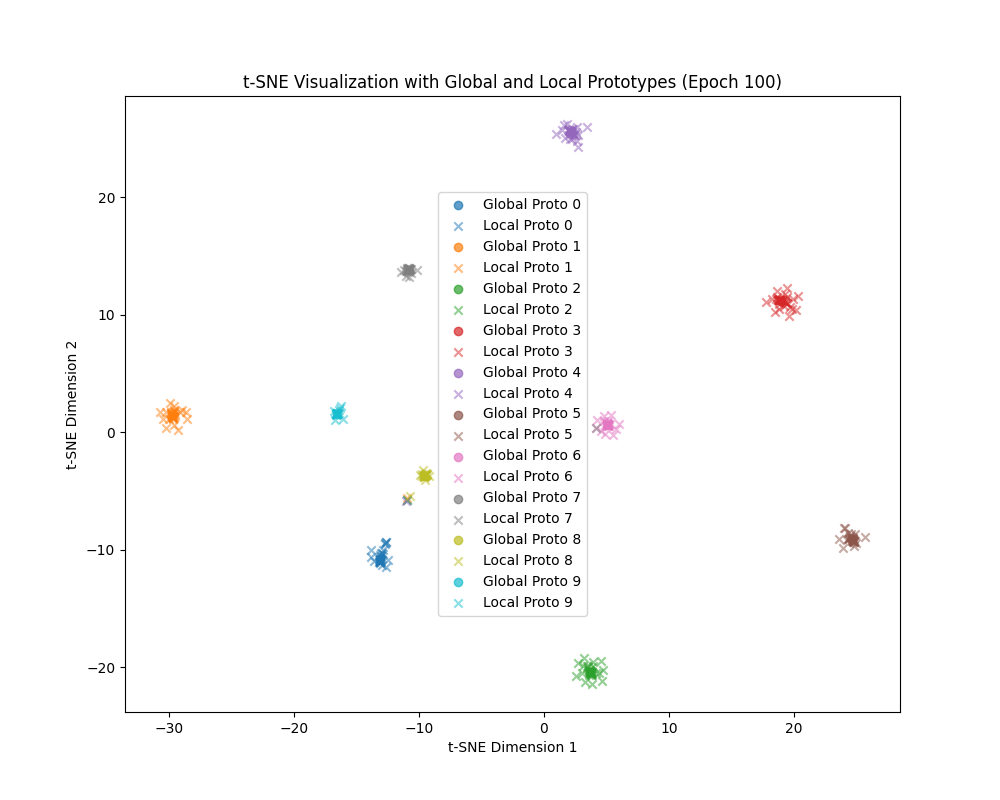 t-SNE Visualization with Global and Local Prototypes (Epoch 100)
t-SNE Dimension 2
20
10
0
−10
−20
Global Proto 0
Local Proto 0
Global Proto 1
Local Proto 1
Global Proto 2
Local Proto 2
Global Proto 3
Local Proto 3
Global Proto 4
Local Proto 4
Global Proto 5
Local Proto 5
Global Proto 6
Local Proto 6
Global Proto 7
Local Proto 7
Global Proto 8
Local Proto 8
Global Proto 9
Local Proto 9
−30 −20 −10 0 10 20
t-SNE Dimension 1